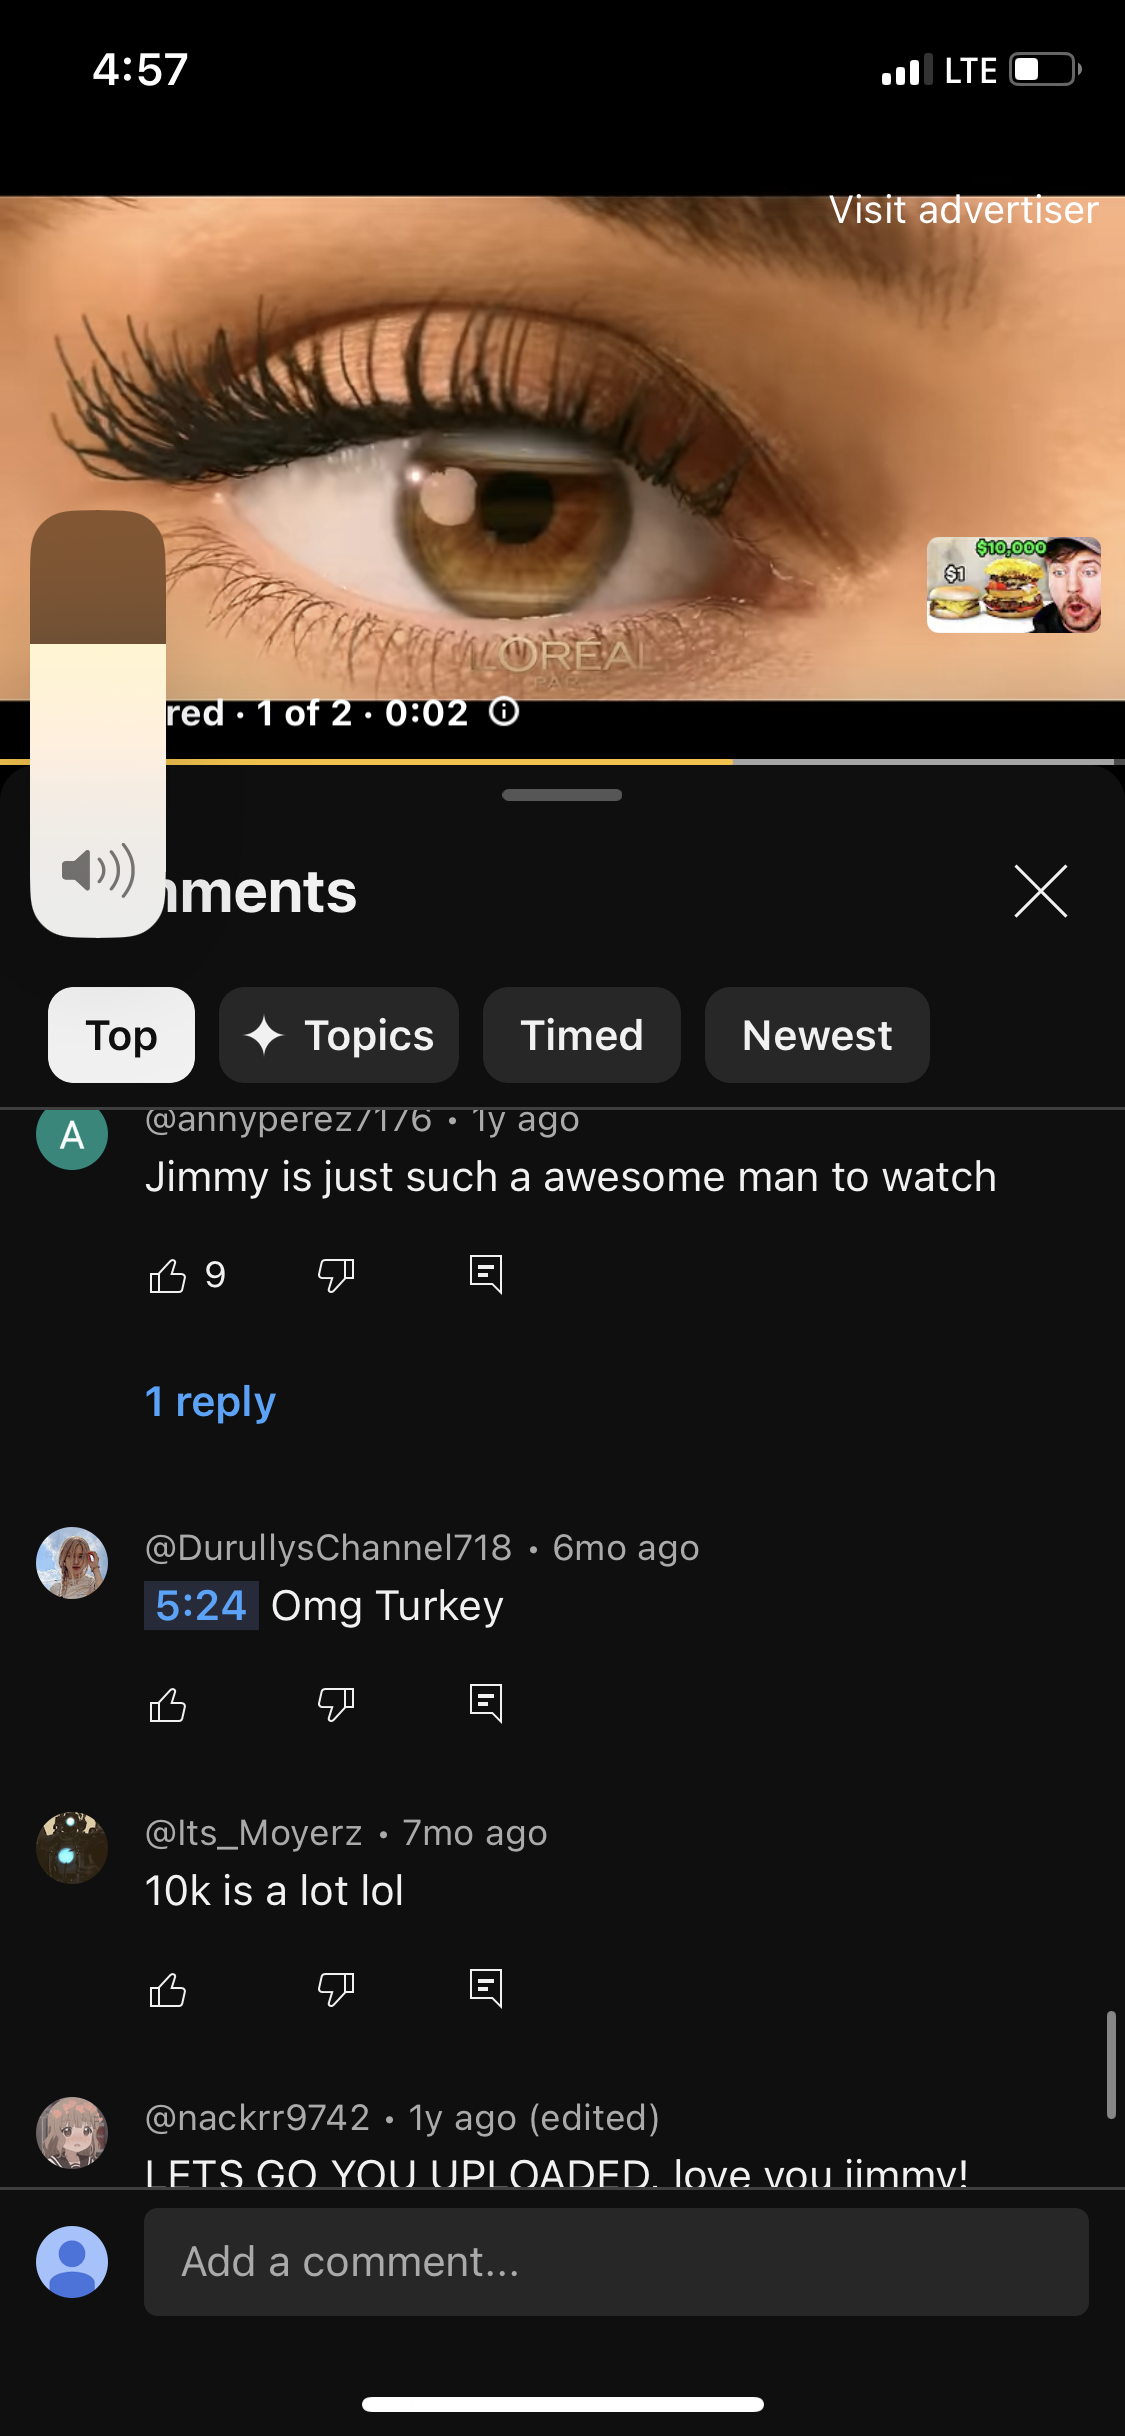 4:57
LTE
Visit advertiser
$10,000
$1
L'OREAL
red · 1 of 2 · 0:02
mments
Top
Topics
Timed
Newest
@annyperez7176 · 1y ago
A
Jimmy is just such a awesome man to watch
9
1 reply
@DurullysChannel718 · 6mo ago
5:24 Omg Turkey
@Its_Moyerz · 7mo ago
10k is a lot lol
@nackrr9742 · 1y ago (edited)
LETS GO YOU UPLOADED, love you jimmy!
Add a comment...